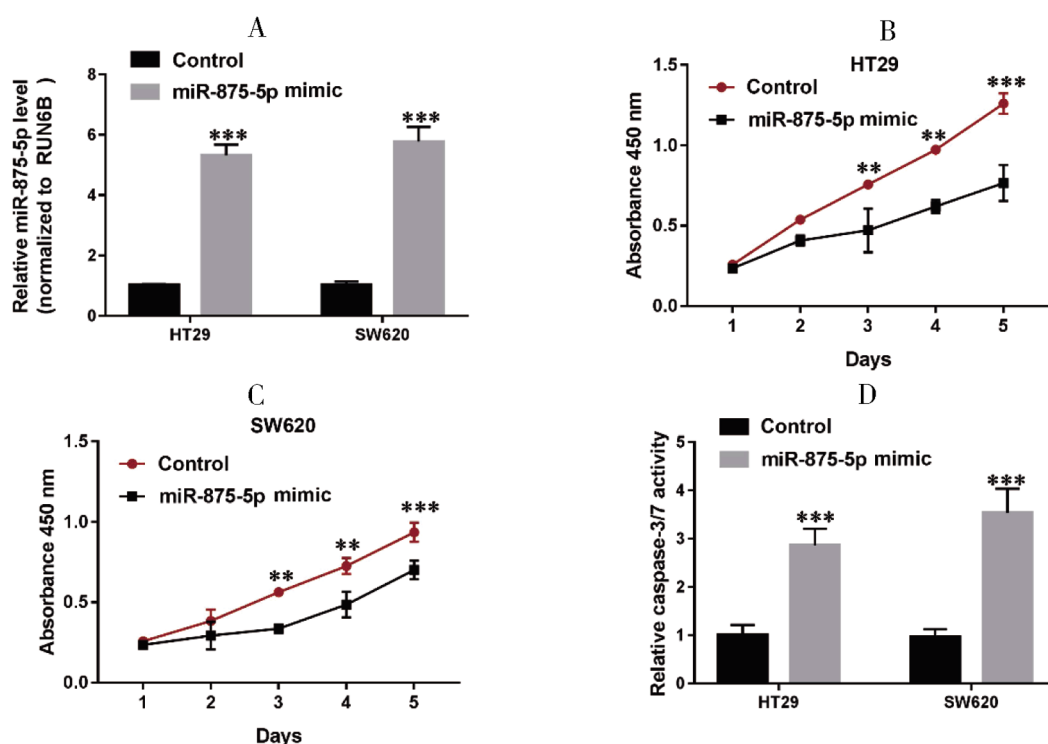 A
Control
miR-875-5p mimic
Relative miR-875-5p level
(normalized to RUN6B )
8
6
4
2
0
***
***
HT29
SW620
B
HT29
Control
miR-875-5p mimic
Absorbance 450 nm
1.5
1.0
0.5
0.0
**
**
***
1 2 3 4 5
Days
C
SW620
Control
miR-875-5p mimic
Absorbance 450 nm
1.5
1.0
0.5
0.0
**
**
***
1 2 3 4 5
Days
D
Control
miR-875-5p mimic
Relative caspase-3/7 activity
5
4
3
2
1
0
***
***
HT29
SW620